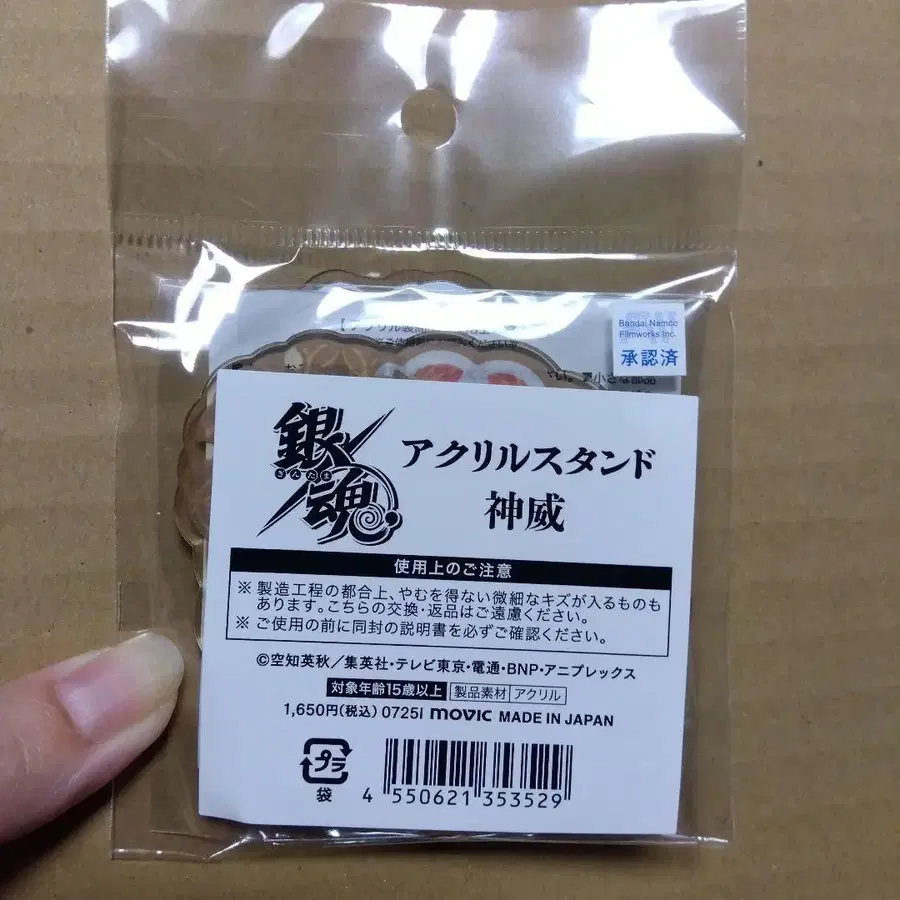 Bandai Namco
Filmworks Inc.
承認済
銀魂
ぎんたま
アクリルスタンド
神威
使用上のご注意
※ 製造工程の都合上、やむを得ない微細なキズが入るものも
あります。こちらの交換・返品はご遠慮ください。
※ ご使用の前に同封の説明書を必ずご確認ください。
©空知英秋／集英社・テレビ東京・電通・BNP・アニプレックス
対象年齢15歳以上 製品素材 アクリル
1,650円(税込) 0725I movic MADE IN JAPAN
プラ
袋
4 550621 353529